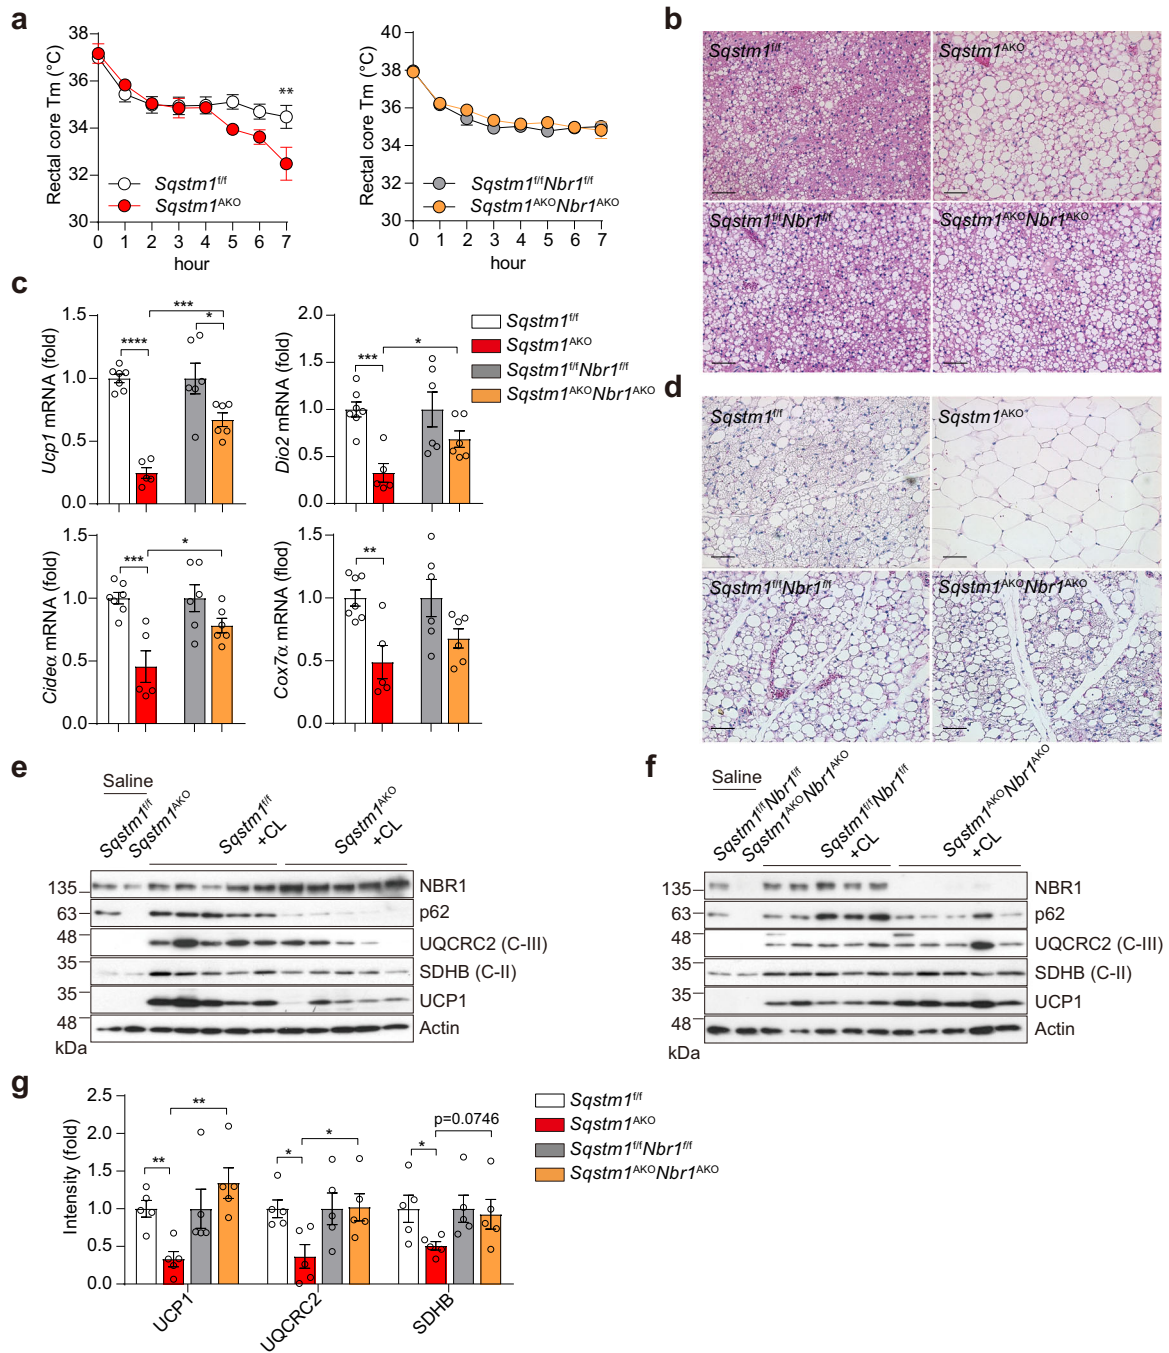 a
Rectal core Tm (°C)
38
36
34
32
30
0 1 2 3 4 5 6 7
hour
**
Sqstm1f/f
Sqstm1AKO
Rectal core Tm (°C)
40
38
36
34
32
30
0 1 2 3 4 5 6 7
hour
Sqstm1f/fNbr1f/f
Sqstm1AKONbr1AKO
b
Sqstm1f/f
Sqstm1AKO
Sqstm1f/fNbr1f/f
Sqstm1AKONbr1AKO
c
Ucp1 mRNA (fold)
1.5
1.0
0.5
0.0
****
***
*
Dio2 mRNA (fold)
2.0
1.5
1.0
0.5
0.0
***
*
Sqstm1f/f
Sqstm1AKO
Sqstm1f/fNbr1f/f
Sqstm1AKONbr1AKO
Cideα mRNA (fold)
1.5
1.0
0.5
0.0
***
*
Cox7α mRNA (flod)
1.5
1.0
0.5
0.0
**
d
Sqstm1f/f
Sqstm1AKO
Sqstm1f/fNbr1f/f
Sqstm1AKONbr1AKO
e
Saline
Sqstm1f/f
Sqstm1AKO
Sqstm1f/f
+CL
Sqstm1AKO
+CL
135 NBR1
63 p62
48 UQCRC2 (C-III)
35 SDHB (C-II)
35 UCP1
48 Actin
kDa
f
Saline
Sqstm1f/fNbr1f/f
Sqstm1AKONbr1AKO
Sqstm1f/fNbr1f/f
+CL
Sqstm1AKONbr1AKO
+CL
135 NBR1
63 p62
48 UQCRC2 (C-III)
35 SDHB (C-II)
35 UCP1
48 Actin
kDa
g
Intensity (fold)
2.5
2.0
1.5
1.0
0.5
0.0
**
**
*
*
*
p=0.0746
UCP1
UQCRC2
SDHB
Sqstm1f/f
Sqstm1AKO
Sqstm1f/fNbr1f/f
Sqstm1AKONbr1AKO